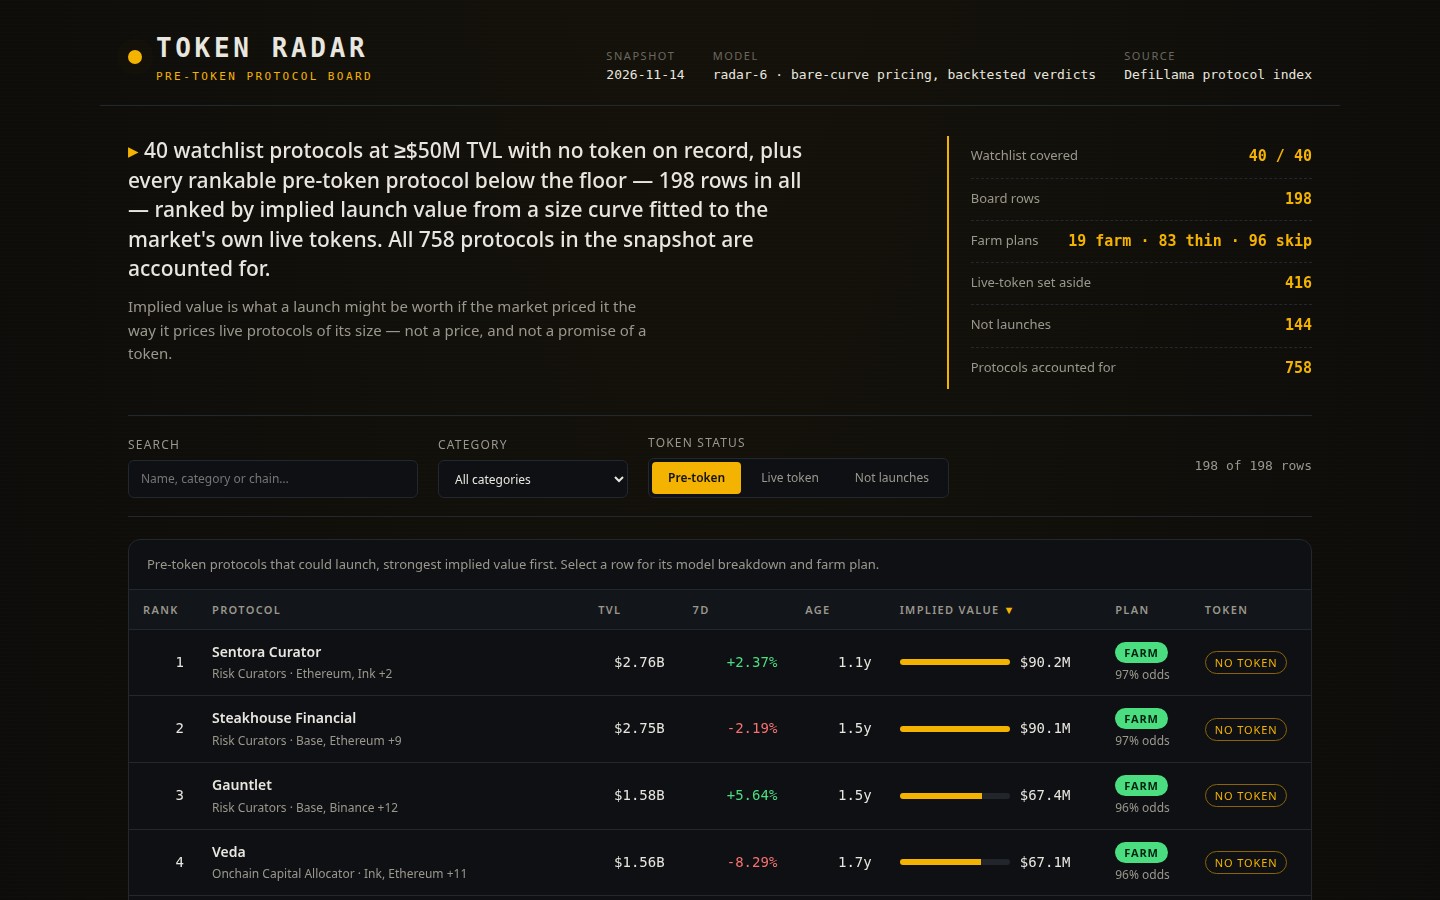 TOKEN RADAR
PRE-TOKEN PROTOCOL BOARD
SNAPSHOT
2026-11-14
MODEL
radar-6 · bare-curve pricing, backtested verdicts
SOURCE
DefiLlama protocol index
▸ 40 watchlist protocols at ≥$50M TVL with no token on record, plus
every rankable pre-token protocol below the floor — 198 rows in all
— ranked by implied launch value from a size curve fitted to the
market's own live tokens. All 758 protocols in the snapshot are
accounted for.
Implied value is what a launch might be worth if the market priced it the
way it prices live protocols of its size — not a price, and not a promise of a
token.
Watchlist covered 40 / 40
Board rows 198
Farm plans 19 farm · 83 thin · 96 skip
Live-token set aside 416
Not launches 144
Protocols accounted for 758
SEARCH
Name, category or chain...
CATEGORY
All categories
TOKEN STATUS
Pre-token Live token Not launches
198 of 198 rows
Pre-token protocols that could launch, strongest implied value first. Select a row for its model breakdown and farm plan.
RANK PROTOCOL TVL 7D AGE IMPLIED VALUE ▼ PLAN TOKEN
1 Sentora Curator $2.76B +2.37% 1.1y $90.2M FARM NO TOKEN
Risk Curators · Ethereum, Ink +2 97% odds
2 Steakhouse Financial $2.75B -2.19% 1.5y $90.1M FARM NO TOKEN
Risk Curators · Base, Ethereum +9 97% odds
3 Gauntlet $1.58B +5.64% 1.5y $67.4M FARM NO TOKEN
Risk Curators · Base, Binance +12 96% odds
4 Veda $1.56B -8.29% 1.7y $67.1M FARM NO TOKEN
Onchain Capital Allocator · Ink, Ethereum +11 96% odds